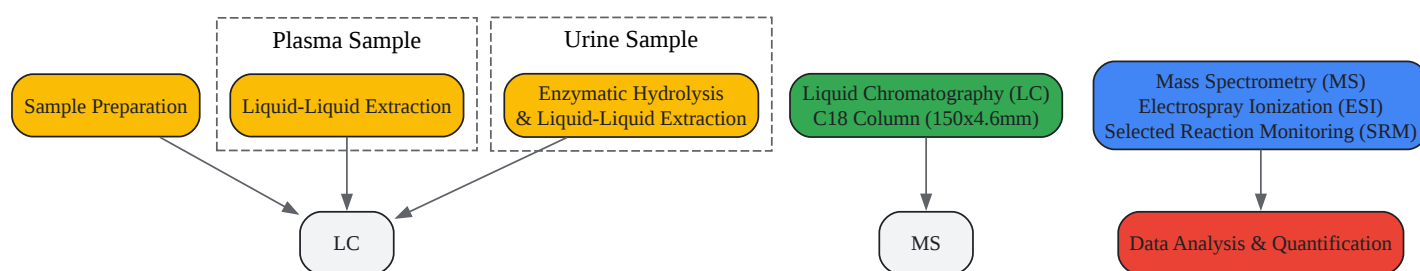 Plasma Sample
Urine Sample
Sample Preparation
Liquid-Liquid Extraction
Enzymatic Hydrolysis
& Liquid-Liquid Extraction
Liquid Chromatography (LC)
C18 Column (150x4.6mm)
Mass Spectrometry (MS)
Electrospray Ionization (ESI)
Selected Reaction Monitoring (SRM)
LC
MS
Data Analysis & Quantification